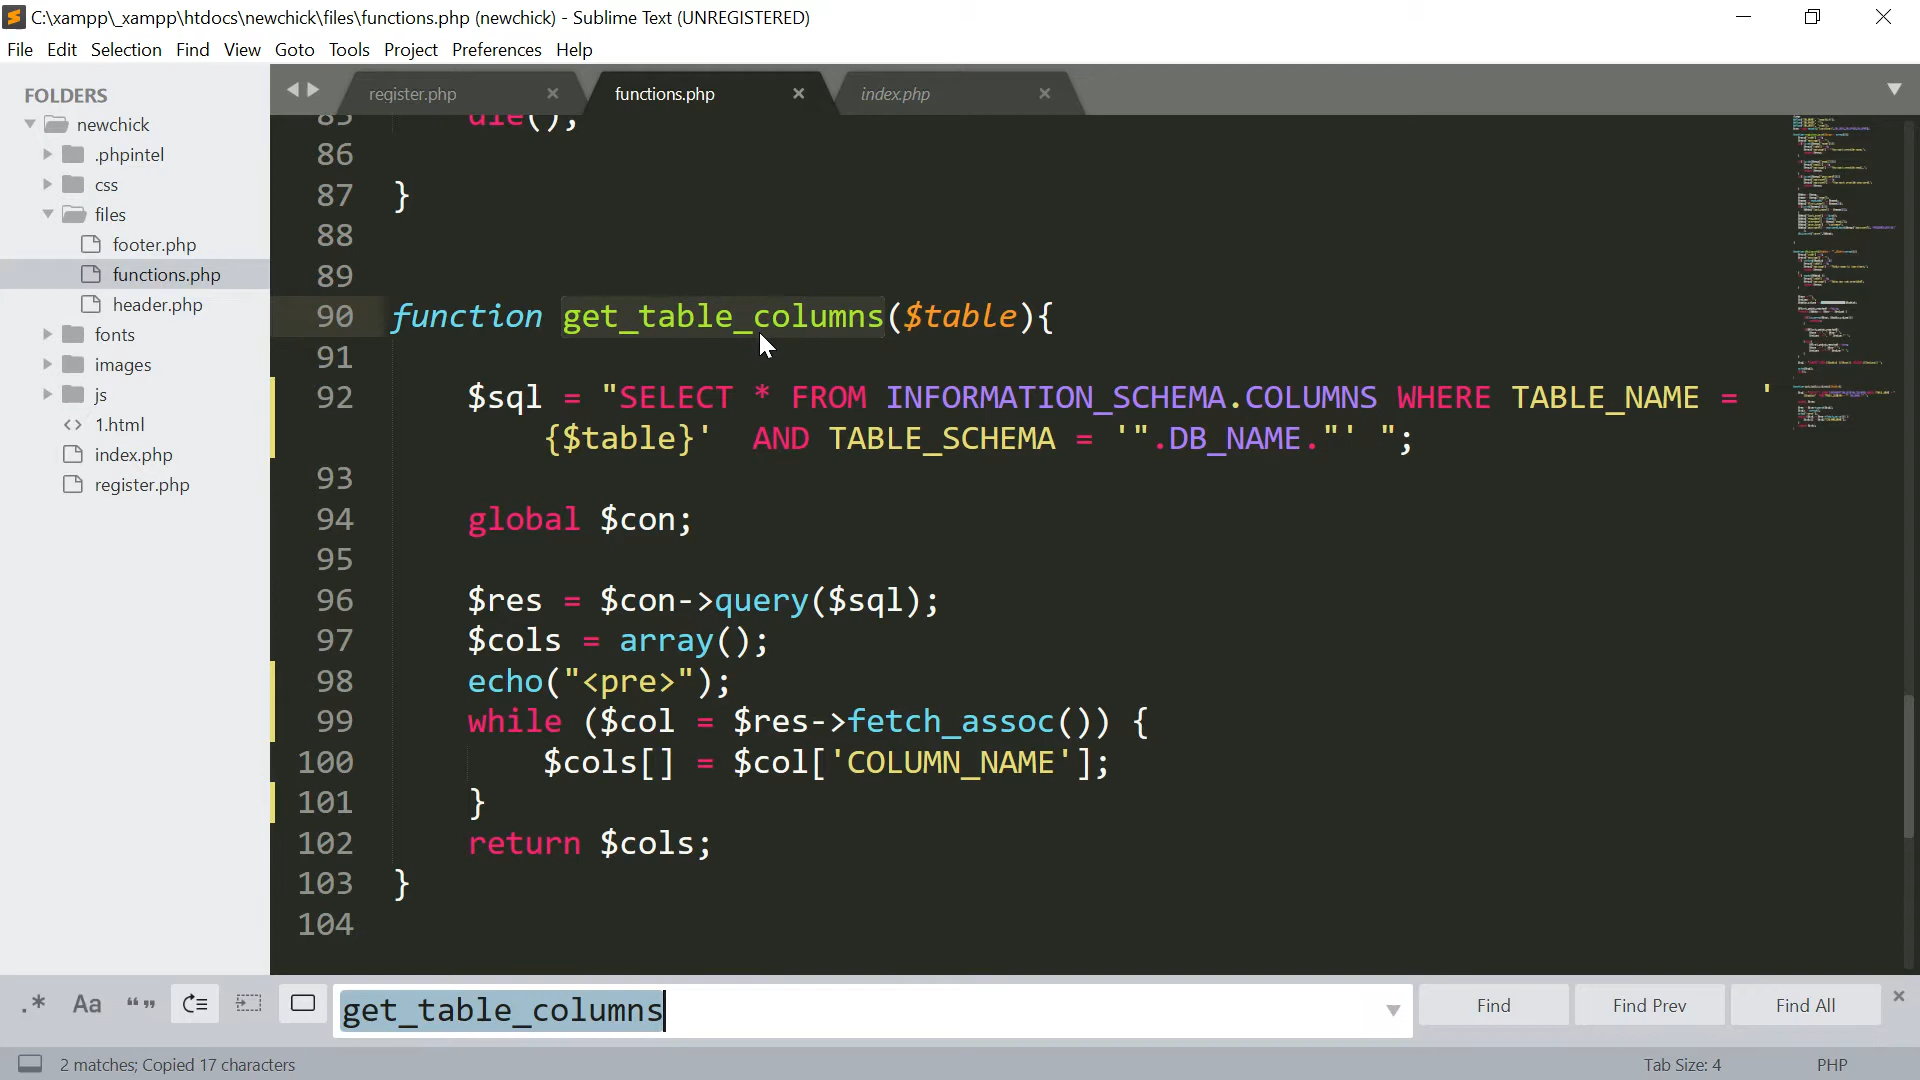 C:\xampp\_xampp\htdocs\newchick\files\functions.php (newchick) - Sublime Text (UNREGISTERED)
File Edit Selection Find View Goto Tools Project Preferences Help
FOLDERS
newchick
.phpintel
css
files
footer.php
functions.php
header.php
fonts
images
js
1.html
index.php
register.php
register.php functions.php index.php
85 die();
86
87 }
88
89
90 function get_table_columns($table){
91
92 $sql = "SELECT * FROM INFORMATION_SCHEMA.COLUMNS WHERE TABLE_NAME = '
{$table}'  AND TABLE_SCHEMA = '".DB_NAME."' ";
93
94 global $con;
95
96 $res = $con->query($sql);
97 $cols = array();
98 echo("<pre>");
99 while ($col = $res->fetch_assoc()) {
100 $cols[] = $col['COLUMN_NAME'];
101 }
102 return $cols;
103 }
104
.* Aa “” get_table_columns Find Find Prev Find All
2 matches; Copied 17 characters Tab Size: 4 PHP